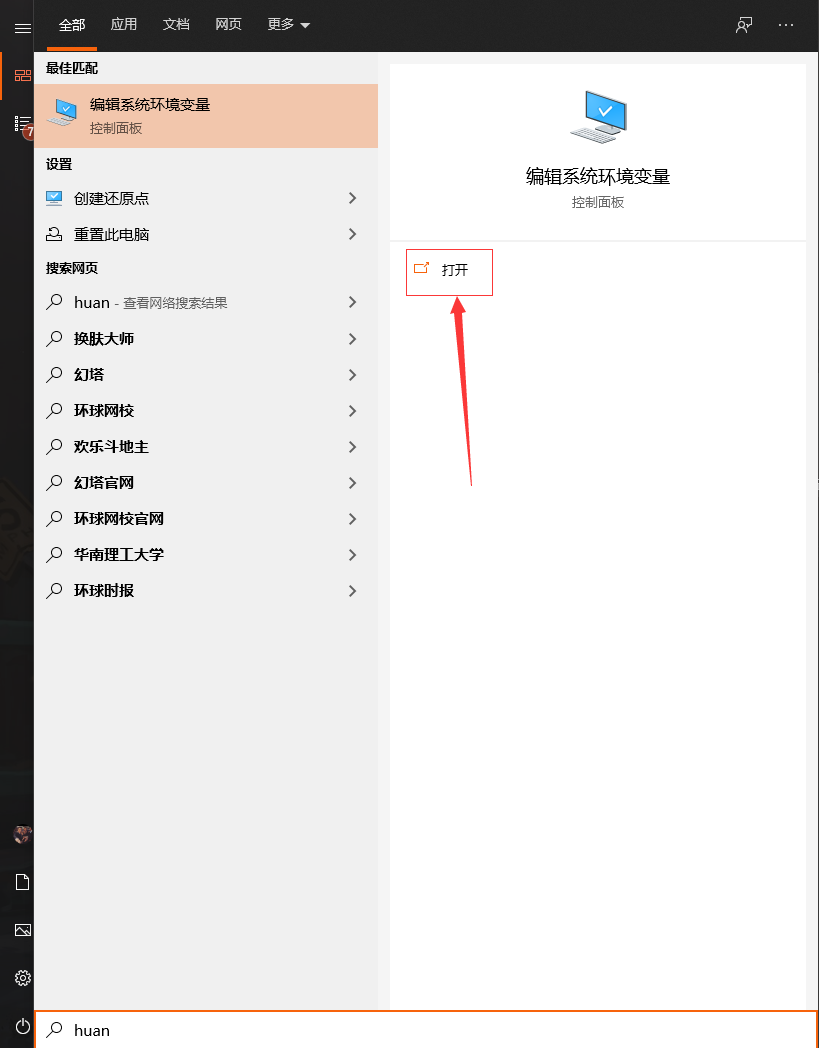 全部 应用 文档 网页 更多
最佳匹配
编辑系统环境变量
控制面板
设置
创建还原点
重置此电脑
搜索网页
huan - 查看网络搜索结果
换肤大师
幻塔
环球网校
欢乐斗地主
幻塔官网
环球网校官网
华南理工大学
环球时报
编辑系统环境变量
控制面板
打开
7
huan